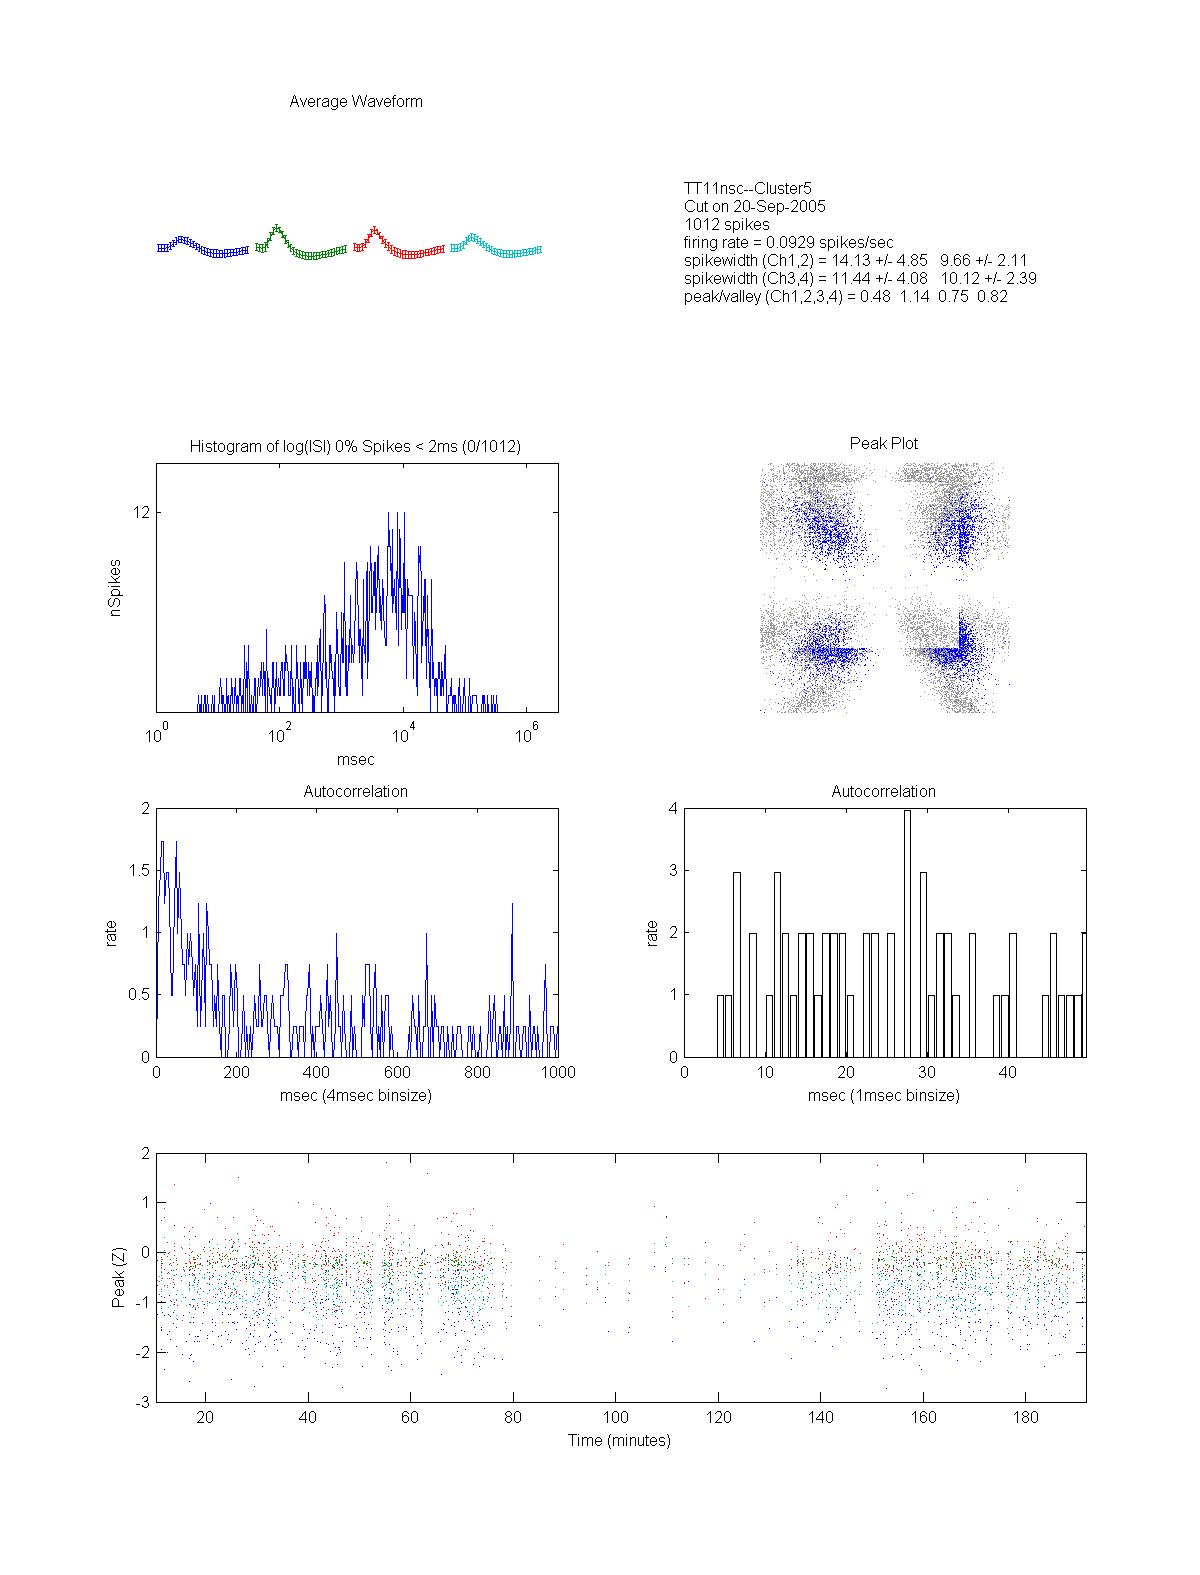 Average Waveform
TT11nsc--Cluster5
Cut on 20-Sep-2005
1012 spikes
firing rate = 0.0929 spikes/sec
spikewidth (Ch1,2) = 14.13 +/- 4.85   9.66 +/- 2.11
spikewidth (Ch3,4) = 11.44 +/- 4.08   10.12 +/- 2.39
peak/valley (Ch1,2,3,4) = 0.48  1.14  0.75  0.82
Histogram of log(ISI) 0% Spikes < 2ms (0/1012)
12
nSpikes
10^0 10^2 10^4 10^6
msec
Peak Plot
Autocorrelation
2
1.5
1
0.5
0
rate
0 200 400 600 800 1000
msec (4msec binsize)
Autocorrelation
4
3
2
1
0
rate
0 10 20 30 40
msec (1msec binsize)
2
1
0
-1
-2
-3
Peak (Z)
20 40 60 80 100 120 140 160 180
Time (minutes)